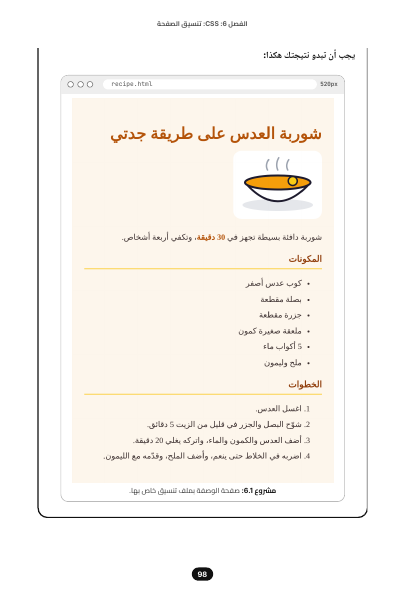 الفصل 6: CSS: تنسيق الصفحة
يجب أن تبدو نتيجتك هكذا:
recipe.html
520px
شوربة العدس على طريقة جدتي
شوربة دافئة بسيطة تجهز في 30 دقيقة، وتكفي أربعة أشخاص.
المكونات
• كوب عدس أصفر
• بصلة مقطعة
• جزرة مقطعة
• ملعقة صغيرة كمون
• 5 أكواب ماء
• ملح وليمون
الخطوات
1. اغسل العدس.
2. شوّح البصل والجزر في قليل من الزيت 5 دقائق.
3. أضف العدس والكمون والماء، واتركه يغلي 20 دقيقة.
4. اضربه في الخلاط حتى ينعم، وأضف الملح، وقدّمه مع الليمون.
مشروع 6.1: صفحة الوصفة بملف تنسيق خاص بها.
98